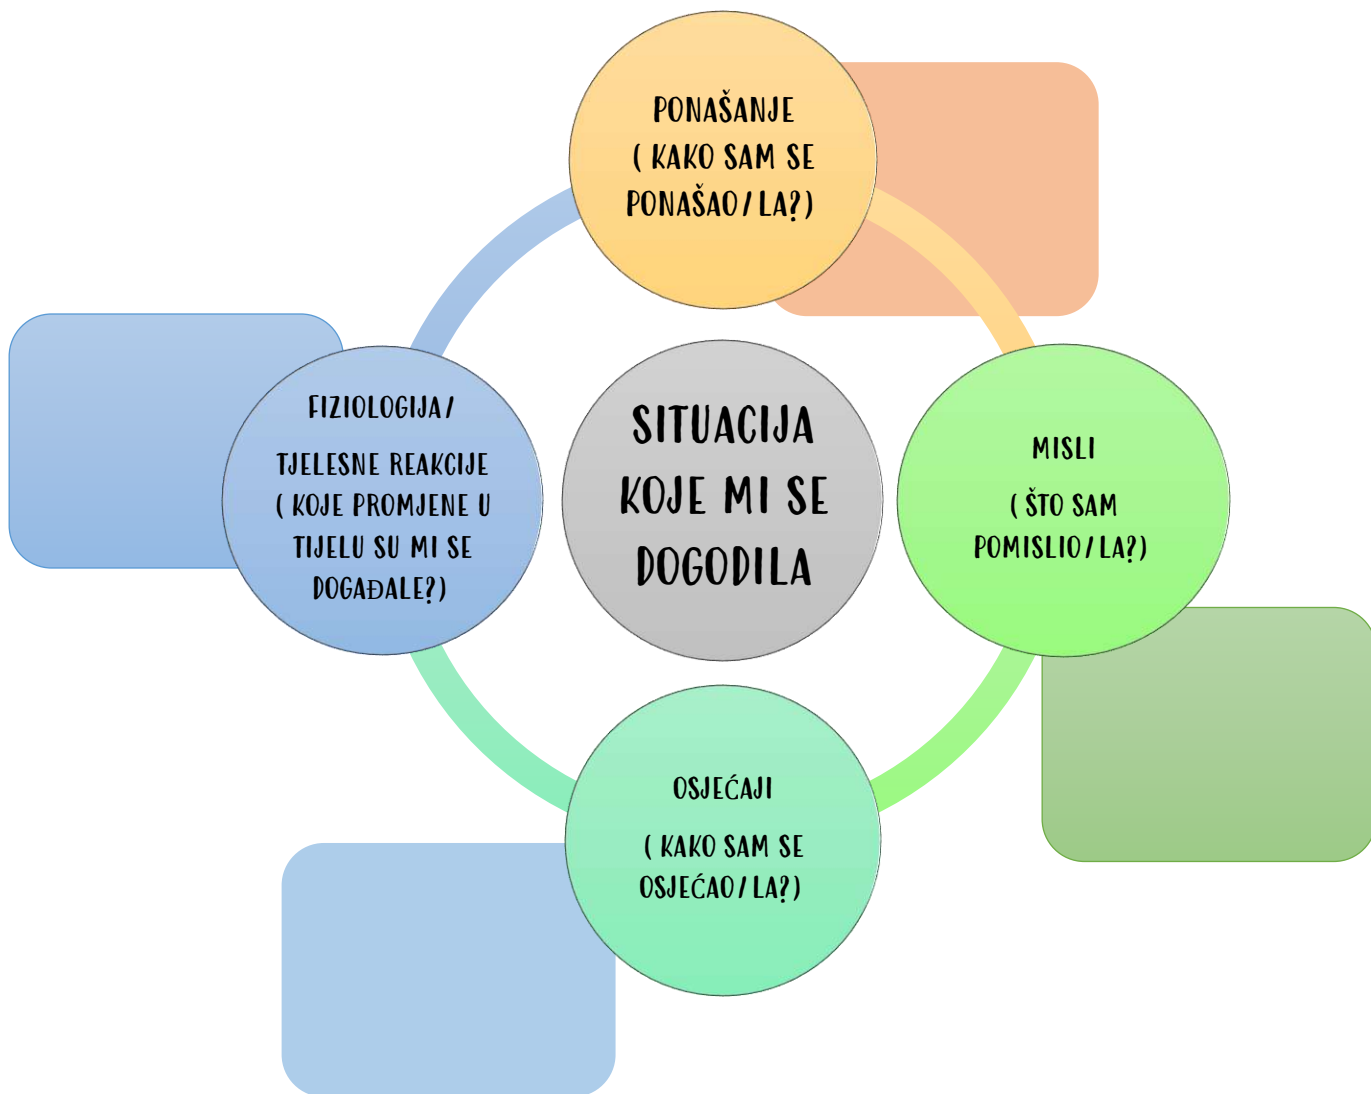 PONAŠANJE
( KAKO SAM SE
PONAŠAO/LA?)
FIZIOLOGIJA/
TJELESNE REAKCIJE
( KOJE PROMJENE U
TIJELU SU MI SE
DOGAĐALE?)
SITUACIJA
KOJE MI SE
DOGODILA
MISLI
( ŠTO SAM
POMISLIO/LA?)
OSJEĆAJI
( KAKO SAM SE
OSJEĆAO/LA?)